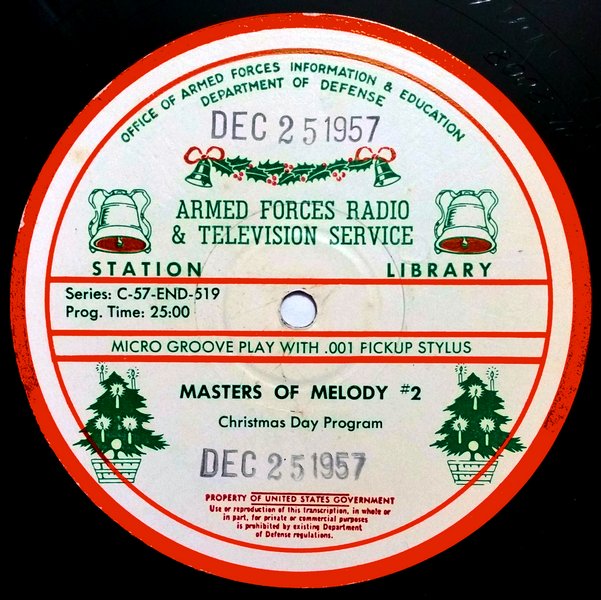 OFFICE OF ARMED FORCES INFORMATION & EDUCATION
DEPARTMENT OF DEFENSE
DEC 25 1957
ARMED FORCES RADIO
& TELEVISION SERVICE
STATION LIBRARY
Series: C-57-END-519
Prog. Time: 25:00
MICRO GROOVE PLAY WITH .001 PICKUP STYLUS
MASTERS OF MELODY #2
Christmas Day Program
DEC 25 1957
PROPERTY OF UNITED STATES GOVERNMENT
Use or reproduction of this transcription, in whole or
in part, for private or commercial purposes
is prohibited by existing Department
of Defense regulations.